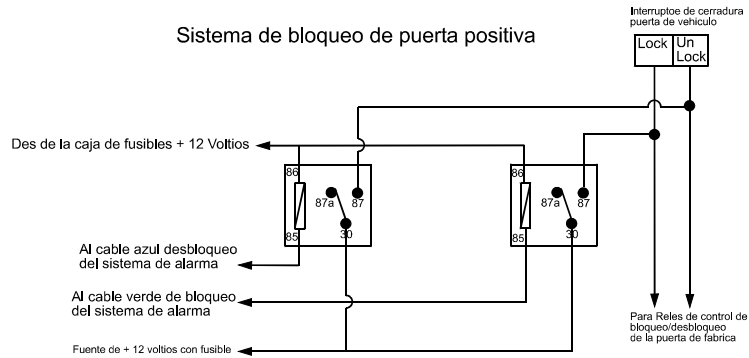 Interruptoe de cerradura
puerta de vehiculo
Sistema de bloqueo de puerta positiva
Lock
Un
Lock
Des de la caja de fusibles + 12 Voltios
86
87a
87
30
85
86
87a
87
30
85
Al cable azul desbloqueo
del sistema de alarma
Al cable verde de bloqueo
del sistema de alarma
Para Reles de control de
bloqueo/desbloqueo
de la puerta de fabrica
Fuente de + 12 voltios con fusible